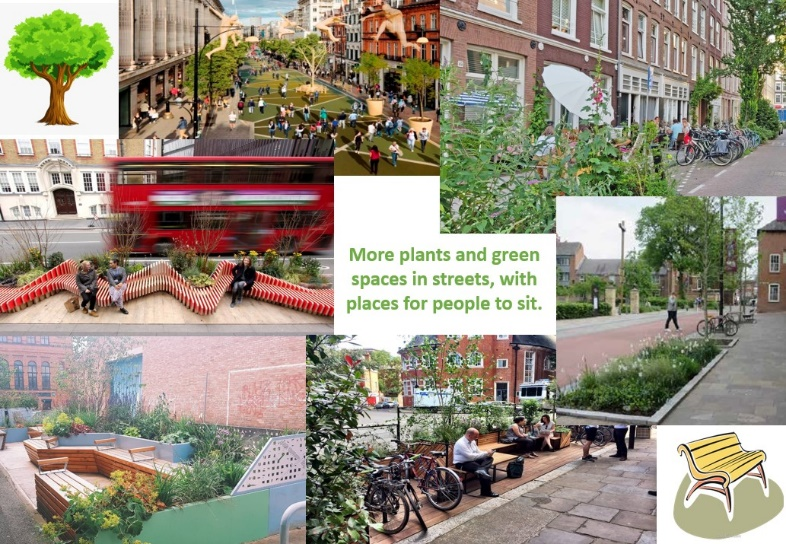 More plants and green
spaces in streets, with
places for people to sit.